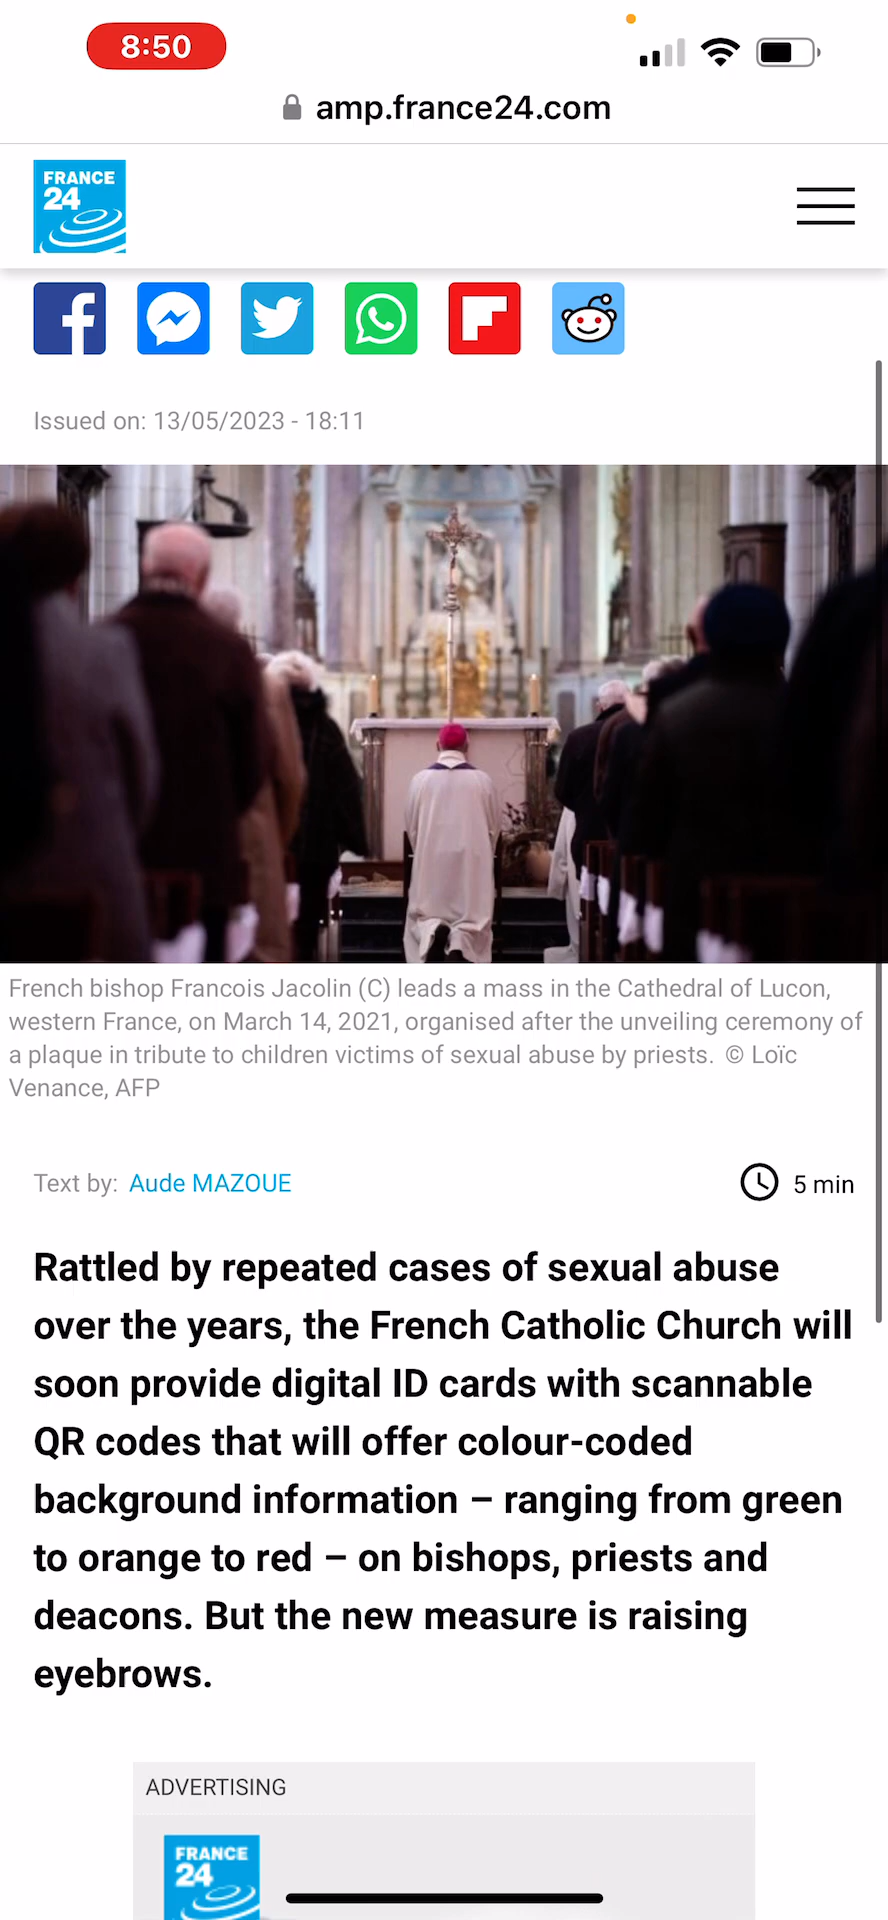 8:50
amp.france24.com
FRANCE
24
Issued on: 13/05/2023 - 18:11
French bishop Francois Jacolin (C) leads a mass in the Cathedral of Lucon,
western France, on March 14, 2021, organised after the unveiling ceremony of
a plaque in tribute to children victims of sexual abuse by priests. © Loïc
Venance, AFP
Text by: Aude MAZOUE
5 min
Rattled by repeated cases of sexual abuse
over the years, the French Catholic Church will
soon provide digital ID cards with scannable
QR codes that will offer colour-coded
background information – ranging from green
to orange to red – on bishops, priests and
deacons. But the new measure is raising
eyebrows.
ADVERTISING
FRANCE
24